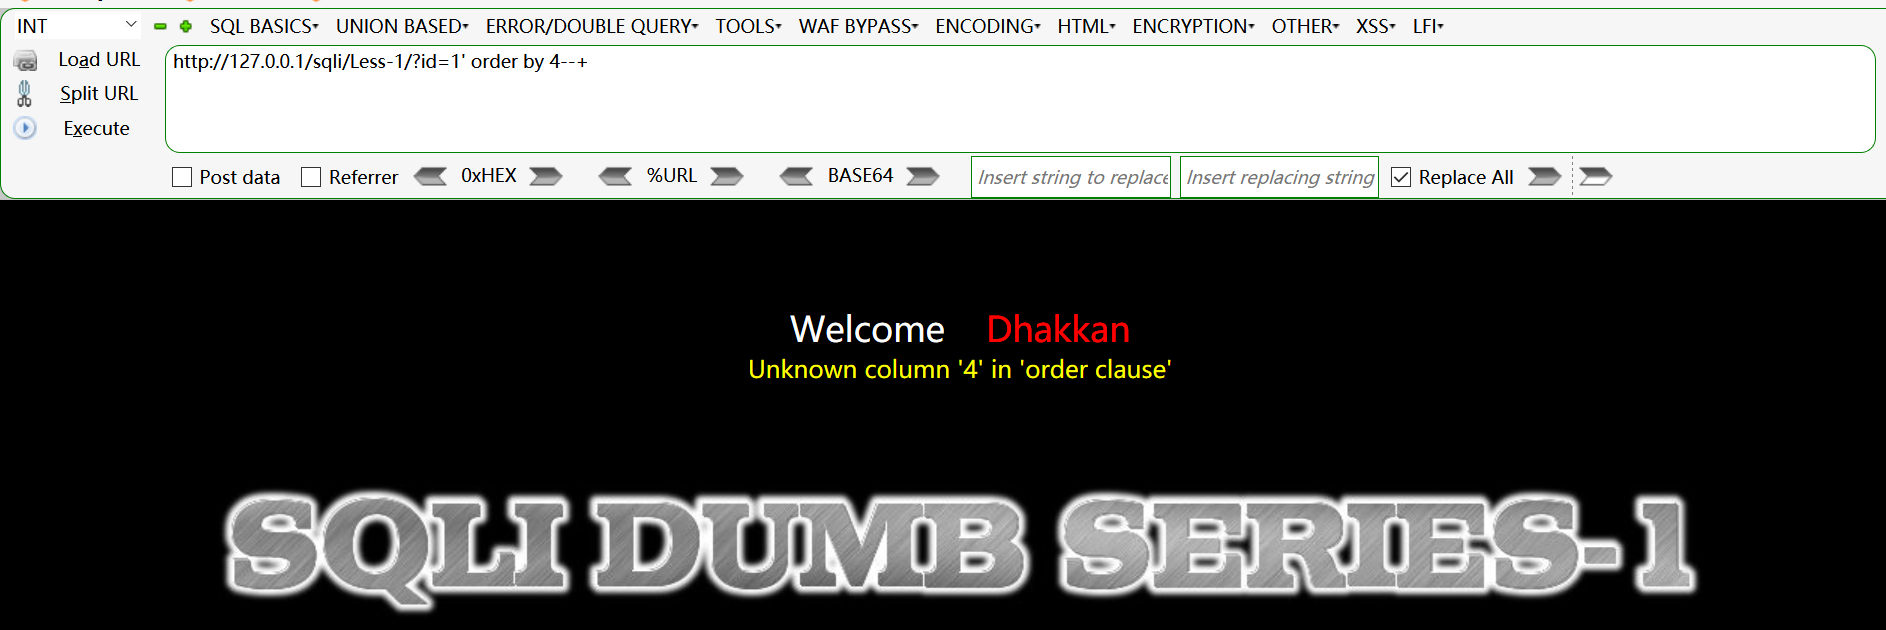 INT SQL BASICS UNION BASED ERROR/DOUBLE QUERY TOOLS WAF BYPASS ENCODING HTML ENCRYPTION OTHER XSS LFI
Load URL http://127.0.0.1/sqli/Less-1/?id=1' order by 4--+
Split URL
Execute
Post data Referrer 0xHEX %URL BASE64 Insert string to replace Insert replacing string Replace All
Welcome Dhakkan
Unknown column '4' in 'order clause'
SQLI DUMB SERIES-1